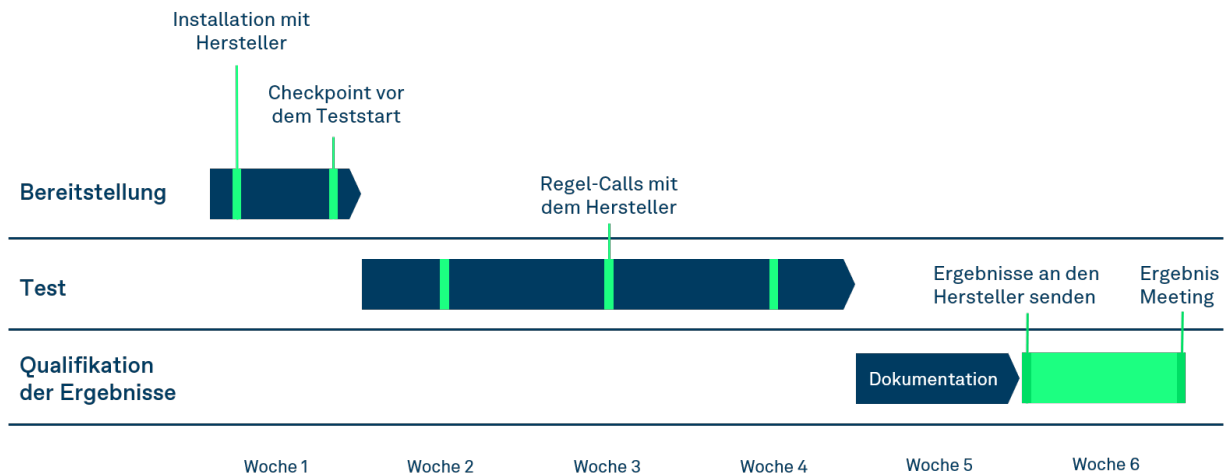 Installation mit
Hersteller
Checkpoint vor
dem Teststart
Bereitstellung
Regel-Calls mit
dem Hersteller
Test
Ergebnisse an den
Hersteller senden
Ergebnis
Meeting
Qualifikation
der Ergebnisse
Dokumentation
Woche 1
Woche 2
Woche 3
Woche 4
Woche 5
Woche 6